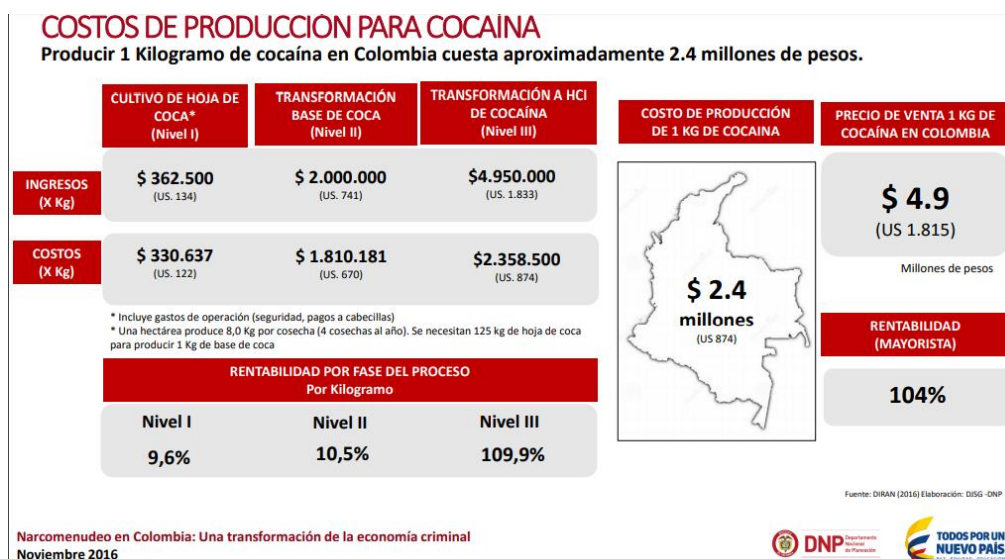 COSTOS DE PRODUCCIÓN PARA COCAÍNA
Producir 1 Kilogramo de cocaína en Colombia cuesta aproximadamente 2.4 millones de pesos.
CULTIVO DE HOJA DE
COCA*
(Nivel I)
TRANSFORMACIÓN
BASE DE COCA
(Nivel II)
TRANSFORMACIÓN A HCl
DE COCAÍNA
(Nivel III)
INGRESOS
(X Kg)
$ 362.500
(US. 134)
$ 2.000.000
(US. 741)
$4.950.000
(US. 1.833)
COSTOS
(X Kg)
$ 330.637
(US. 122)
$ 1.810.181
(US. 670)
$2.358.500
(US. 874)
* Incluye gastos de operación (seguridad, pagos a cabecillas)
* Una hectárea produce 8,0 Kg por cosecha (4 cosechas al año). Se necesitan 125 kg de hoja de coca
para producir 1 Kg de base de coca
RENTABILIDAD POR FASE DEL PROCESO
Por Kilogramo
Nivel I
Nivel II
Nivel III
9,6%
10,5%
109,9%
COSTO DE PRODUCCIÓN
DE 1 KG DE COCAINA
$ 2.4
millones
(US 874)
PRECIO DE VENTA 1 KG DE
COCAÍNA EN COLOMBIA
$ 4.9
(US 1.815)
Millones de pesos
RENTABILIDAD
(MAYORISTA)
104%
Fuente: DIRAN (2016) Elaboración: DJSG -DNP
Narcomenudeo en Colombia: Una transformación de la economía criminal
Noviembre 2016
DNP
Departamento
Nacional
de Planeación
TODOS POR UN
NUEVO PAÍS